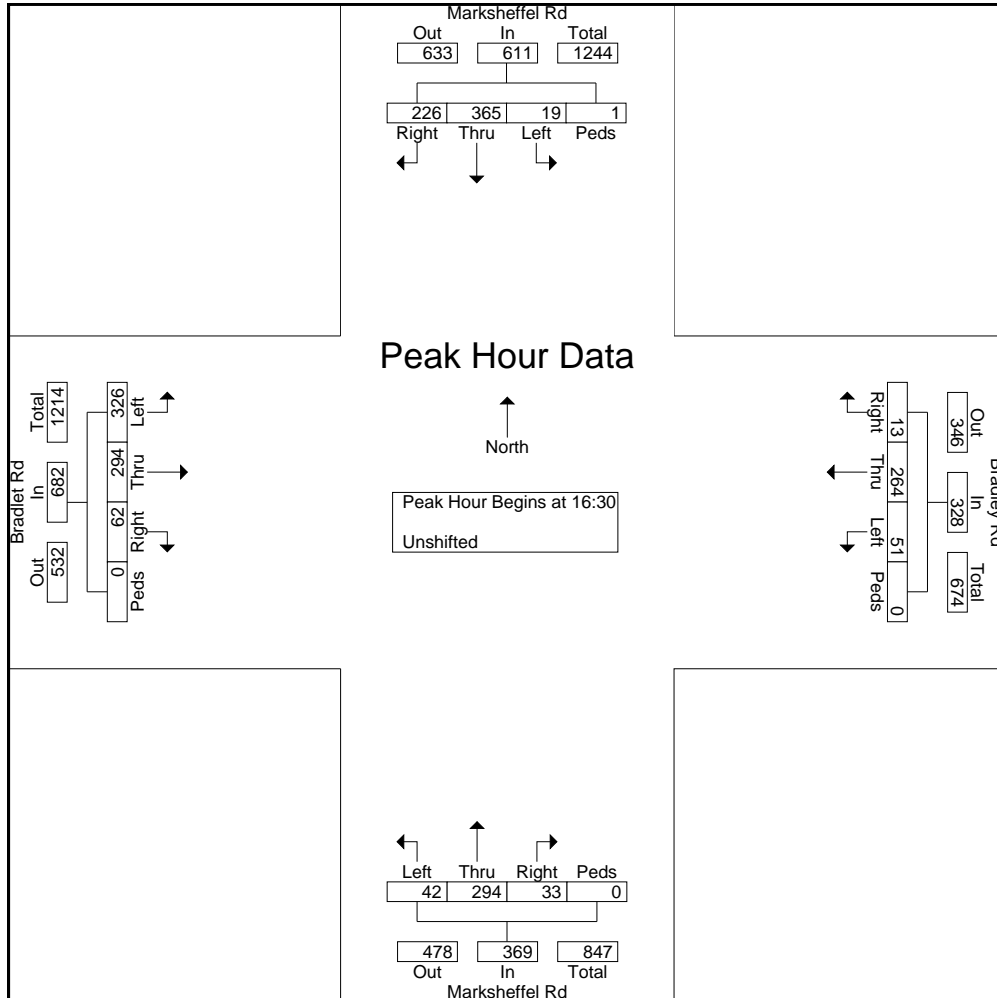 Marksheffel Rd
Out In Total
633 611 1244
226 365 19 1
Right Thru Left Peds
Peak Hour Data
North
Peak Hour Begins at 16:30
Unshifted
Bradlet Rd
Out In Total
532 682 1214
Left Thru Right Peds
326 294 62 0
Bradley Rd
Out In Total
346 328 674
Right Thru Left Peds
13 264 51 0
Left Thru Right Peds
42 294 33 0
478 369 847
Out In Total
Marksheffel Rd